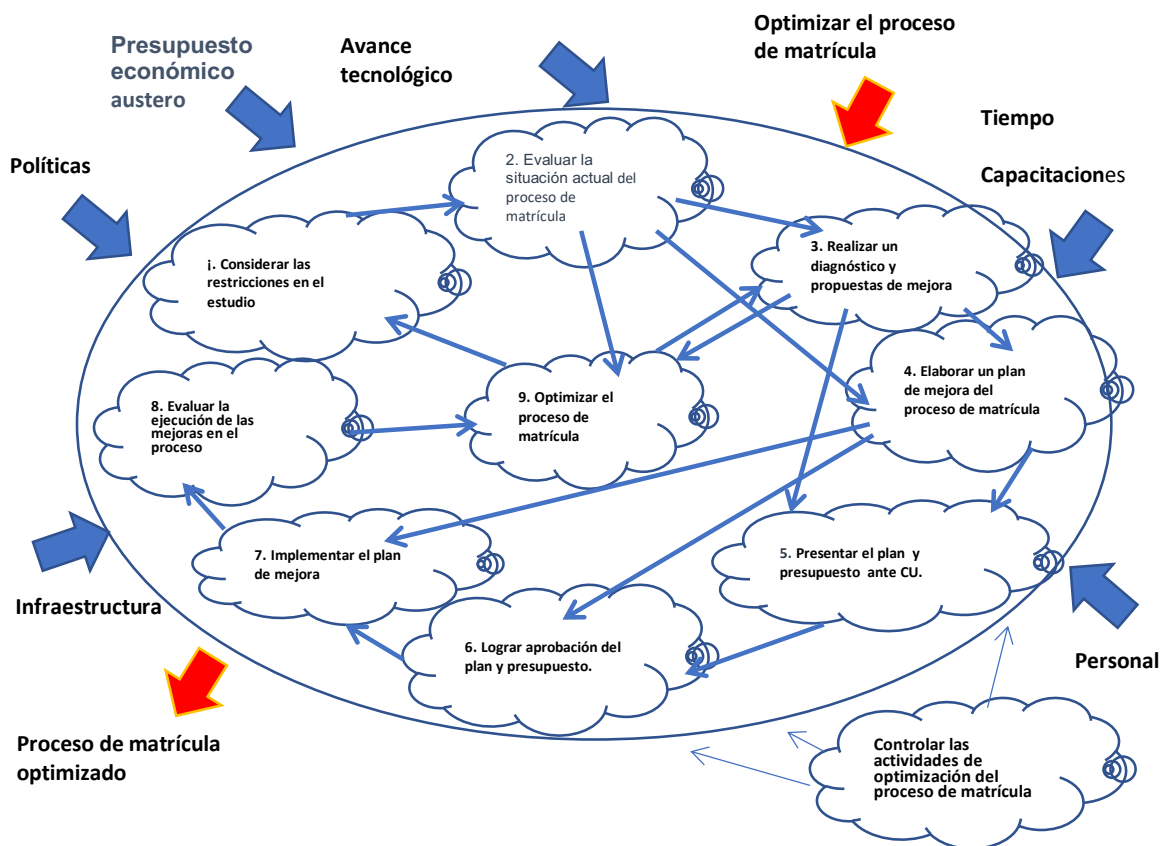 Presupuesto
económico
austero
Avance
tecnológico
Optimizar el proceso
de matrícula
Tiempo
Capacitaciones
Políticas
2. Evaluar la
situación actual del
proceso de
matrícula
3. Realizar un
diagnóstico y
propuestas de mejora
¡. Considerar las
restricciones en el
estudio
4. Elaborar un plan
de mejora del
proceso de matrícula
9. Optimizar el
proceso de
matrícula
8. Evaluar la
ejecución de las
mejoras en el
proceso
7. Implementar el plan
de mejora
5. Presentar el plan y
presupuesto ante CU.
Infraestructura
6. Lograr aprobación del
plan y presupuesto.
Personal
Proceso de matrícula
optimizado
Controlar las
actividades de
optimización del
proceso de matrícula